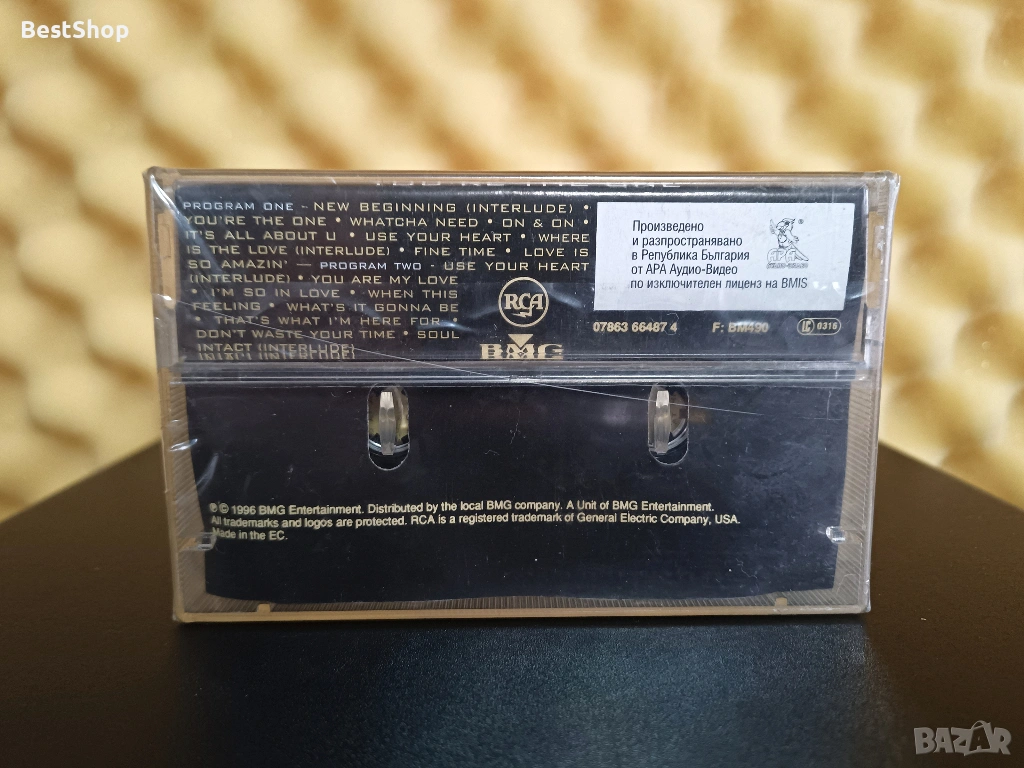 BestShop
PROGRAM ONE - NEW BEGINNING (INTERLUDE) •
YOU'RE THE ONE • WHATCHA NEED • ON & ON •
IT'S ALL ABOUT U • USE YOUR HEART • WHERE
IS THE LOVE (INTERLUDE) • FINE TIME • LOVE IS
SO AMAZIN' — PROGRAM TWO - USE YOUR HEART
(INTERLUDE) • YOU ARE MY LOVE
• I'M SO IN LOVE • WHEN THIS
FEELING • WHAT'S IT GONNA BE
• THAT'S WHAT I'M HERE FOR •
DON'T WASTE YOUR TIME • SOUL
INTACT (INTERLUDE)
RCA
BMG
Произведено
и разпространявано
в Република България
от АРА Аудио-Видео
по изключителен лиценз на BMIS
®
07863 66487 4 F: BM490 LC 0316
℗ © 1996 BMG Entertainment. Distributed by the local BMG company. A Unit of BMG Entertainment.
All trademarks and logos are protected. RCA is a registered trademark of General Electric Company, USA.
Made in the EC.
BAZAR